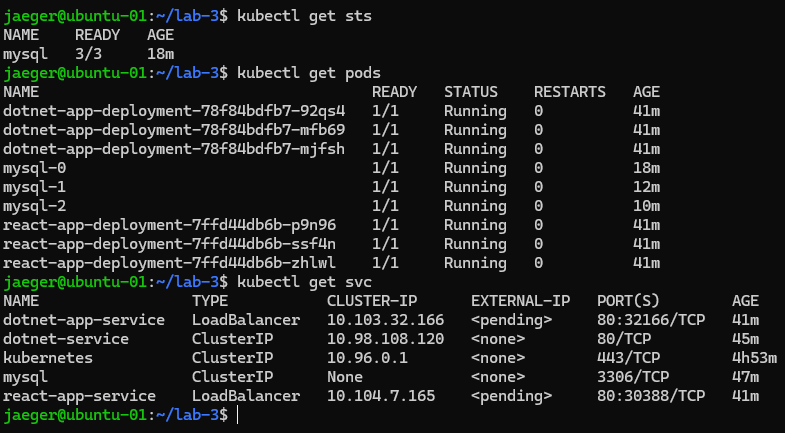 jaeger@ubuntu-01:~/lab-3$ kubectl get sts
NAME    READY   AGE
mysql   3/3     18m
jaeger@ubuntu-01:~/lab-3$ kubectl get pods
NAME                                     READY   STATUS    RESTARTS   AGE
dotnet-app-deployment-78f84bdfb7-92qs4   1/1     Running   0          41m
dotnet-app-deployment-78f84bdfb7-mfb69   1/1     Running   0          41m
dotnet-app-deployment-78f84bdfb7-mjfsh   1/1     Running   0          41m
mysql-0                                  1/1     Running   0          18m
mysql-1                                  1/1     Running   0          12m
mysql-2                                  1/1     Running   0          10m
react-app-deployment-7ffd44db6b-p9n96    1/1     Running   0          41m
react-app-deployment-7ffd44db6b-ssf4n    1/1     Running   0          41m
react-app-deployment-7ffd44db6b-zhlwl    1/1     Running   0          41m
jaeger@ubuntu-01:~/lab-3$ kubectl get svc
NAME                 TYPE           CLUSTER-IP      EXTERNAL-IP   PORT(S)        AGE
dotnet-app-service   LoadBalancer   10.103.32.166   <pending>     80:32166/TCP   41m
dotnet-service       ClusterIP      10.98.108.120   <none>        80/TCP         45m
kubernetes           ClusterIP      10.96.0.1       <none>        443/TCP        4h53m
mysql                ClusterIP      None            <none>        3306/TCP       47m
react-app-service    LoadBalancer   10.104.7.165    <pending>     80:30388/TCP   41m
jaeger@ubuntu-01:~/lab-3$